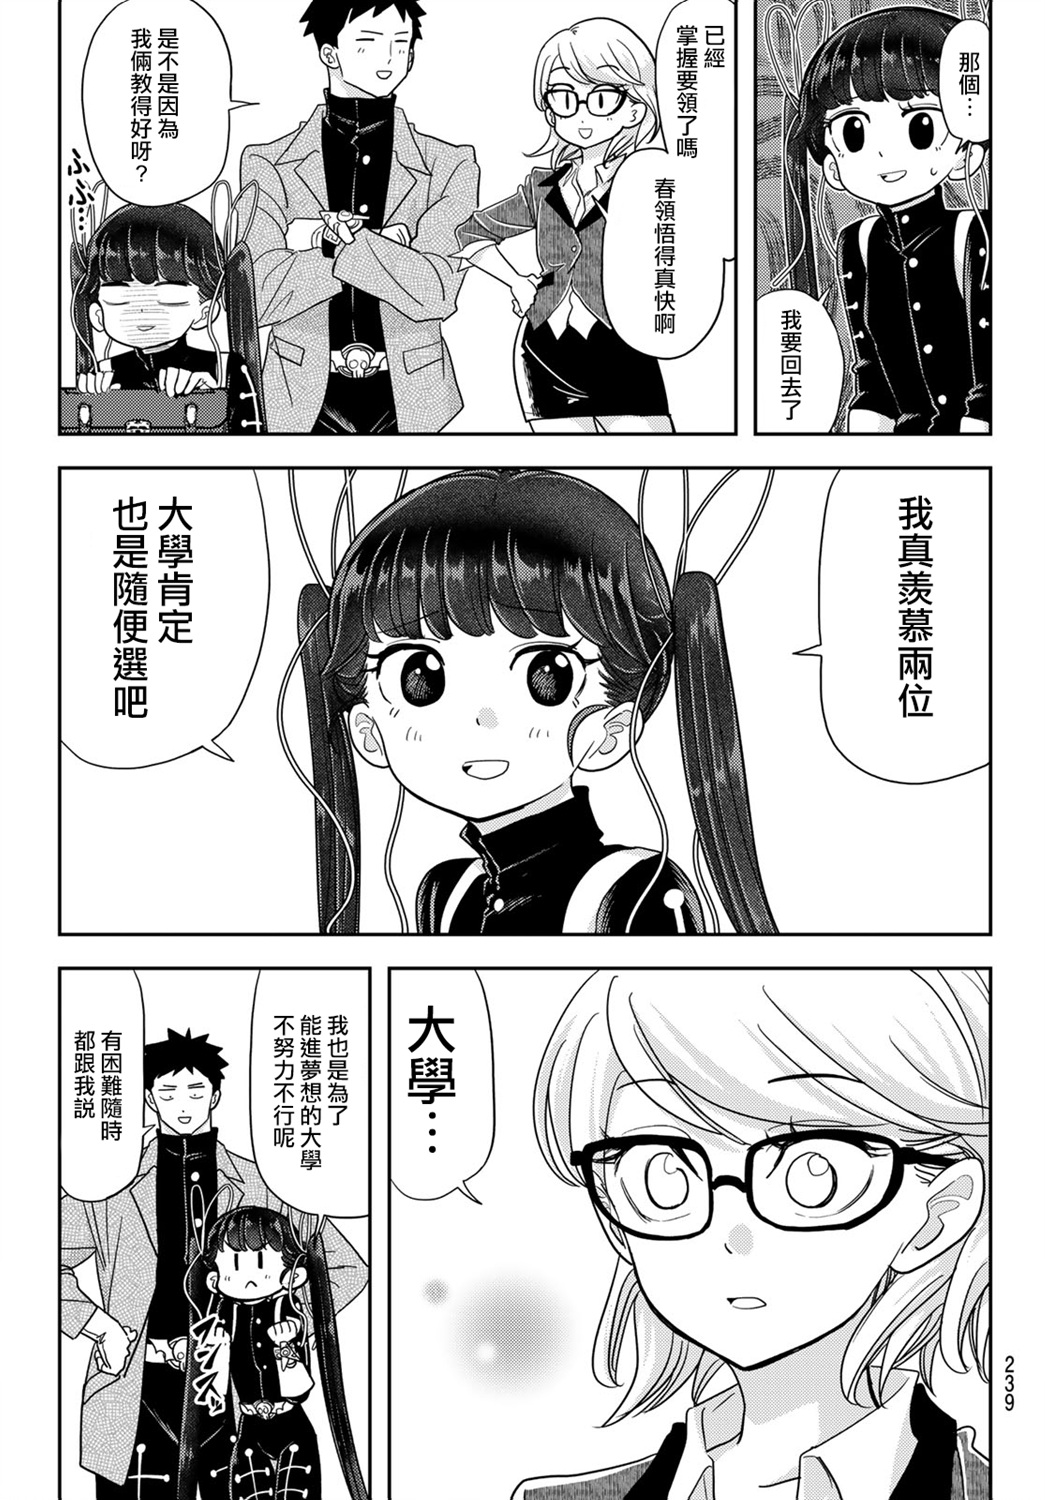 那個…
我要回去了
已經
掌握要領了嗎
春領悟得真快啊
是不是因為
我倆教得好呀？
ふふ…
我真羨慕兩位
大學肯定
也是隨便選吧
大學…
我也是為了
能進夢想的大學
不努力不行呢
有困難隨時
都跟我説
239